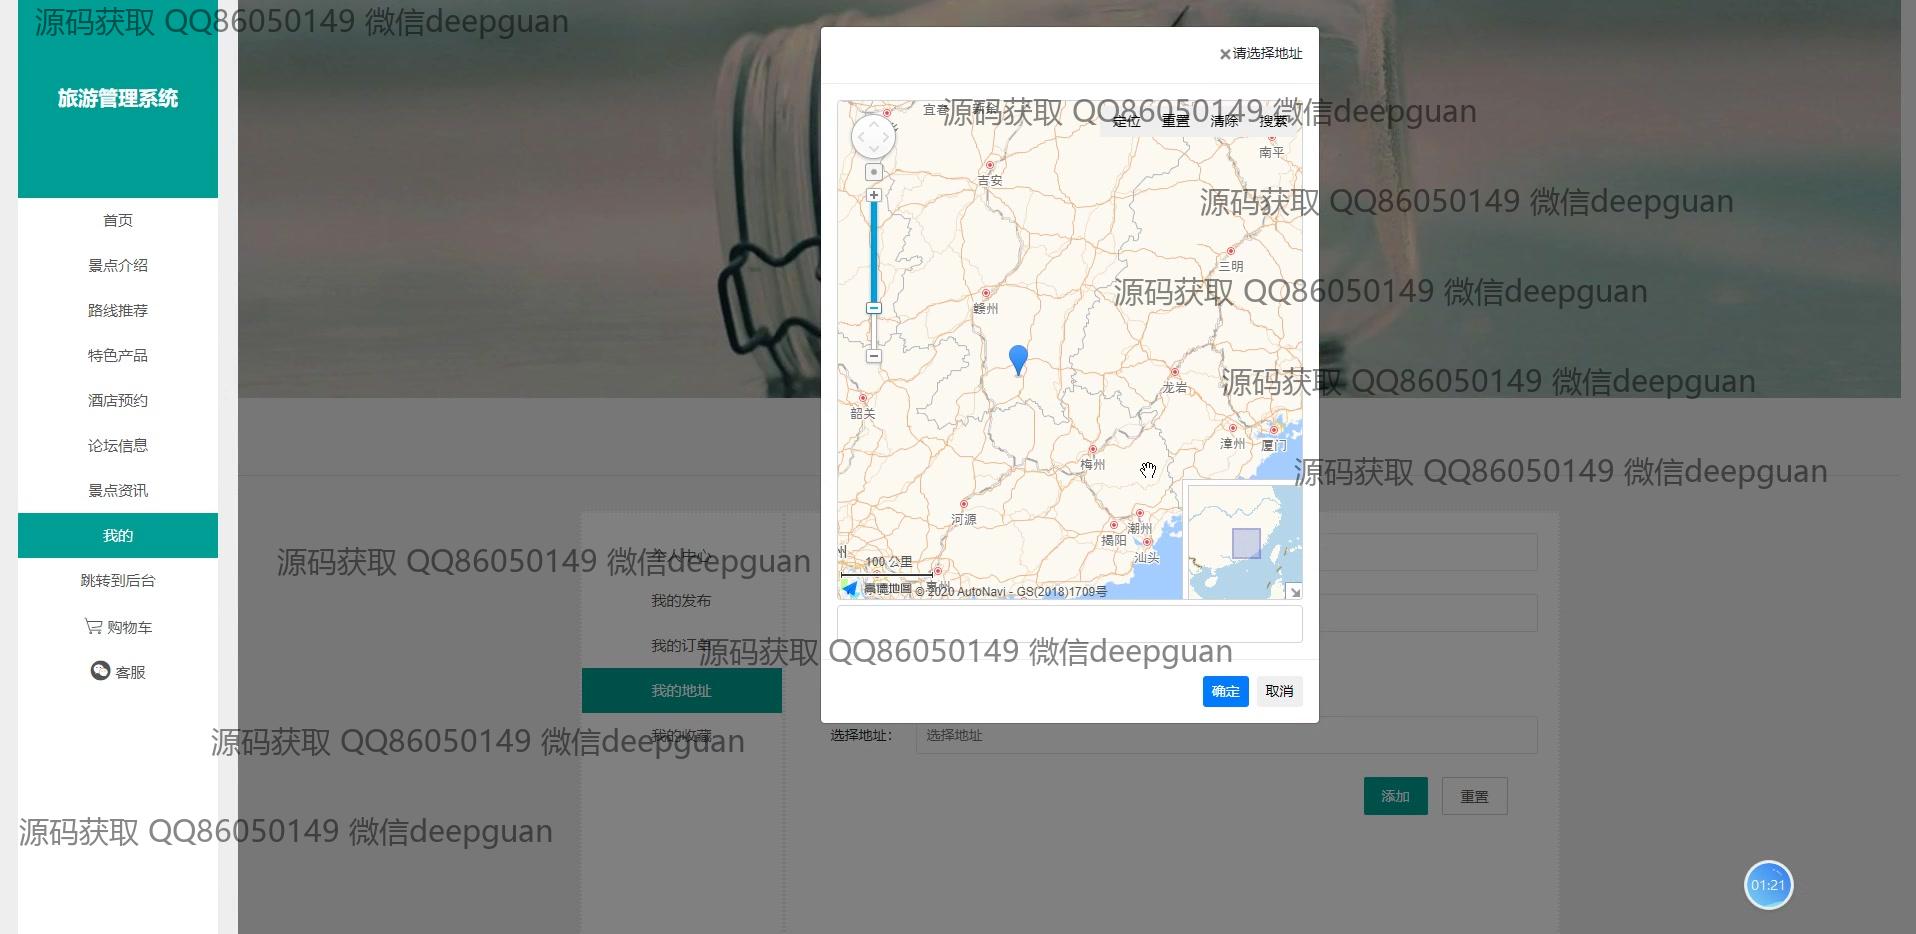 源码获取 QQ86050149 微信deepguan
旅游管理系统
首页
景点介绍
路线推荐
特色产品
酒店预约
论坛信息
景点资讯
我的
跳转到后台
购物车
客服
×请选择地址
宜春
源码获取 QQ86050149 微信deepguan
定位 重置 清除 搜索
南平
吉安
源码获取 QQ86050149 微信deepguan
三明
源码获取 QQ86050149 微信deepguan
赣州
龙岩
源码获取 QQ86050149 微信deepguan
韶关
漳州
厦门
梅州
源码获取 QQ86050149 微信deepguan
河源
潮州
揭阳
汕头
100 公里
惠州
高德地图 © 2020 AutoNavi - GS(2018)1709号
源码获取 QQ86050149 微信deepguan
个人中心
我的发布
我的订单
源码获取 QQ86050149 微信deepguan
我的地址
确定 取消
我的收藏
源码获取 QQ86050149 微信deepguan
选择地址：
选择地址
添加 重置
源码获取 QQ86050149 微信deepguan
01:21